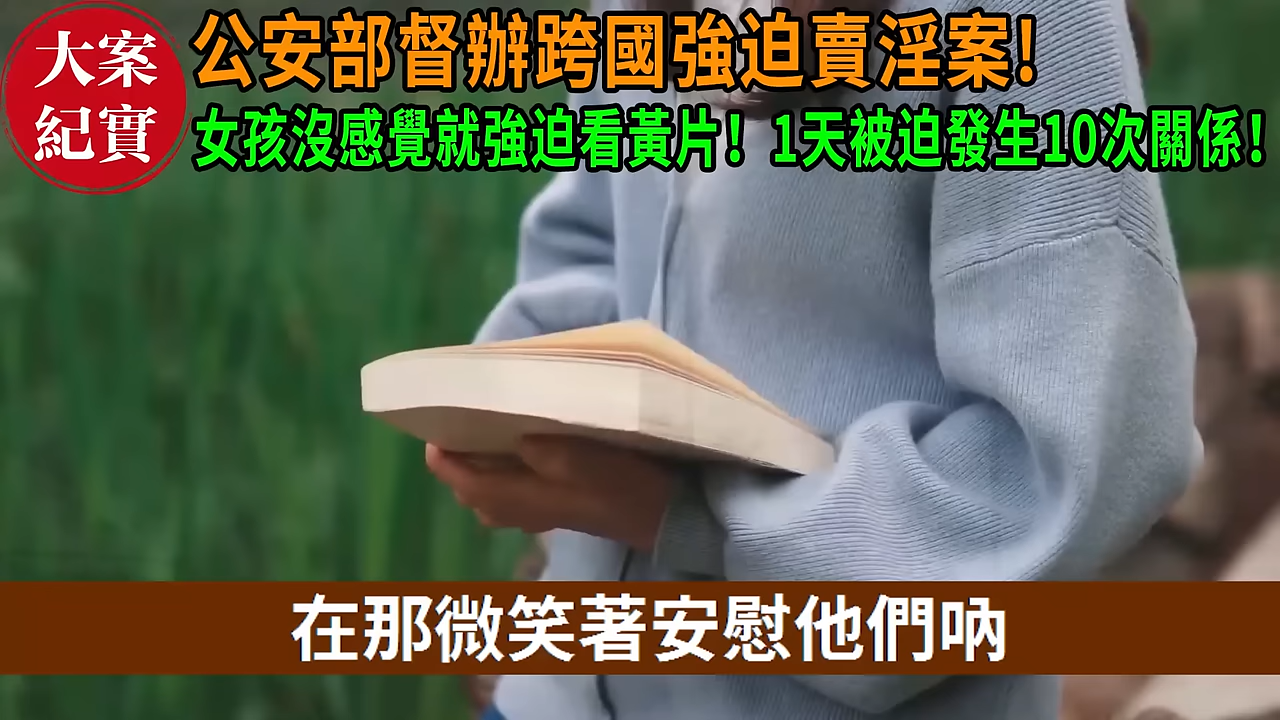 大案
紀實
公安部督辦跨國強迫賣淫案！
女孩沒感覺就強迫看黃片！1天被迫發生10次關係！
在那微笑著安慰他們吶